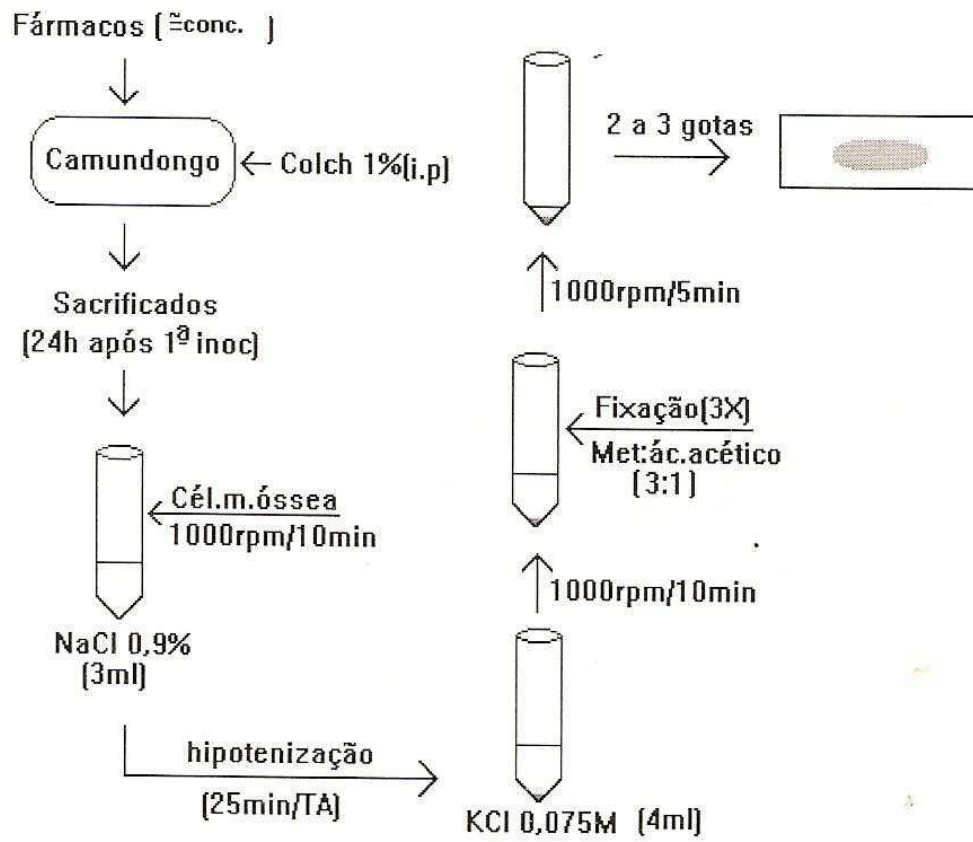 Fármacos (≅conc. )
Camundongo
Colch 1%(i.p)
Sacrificados
(24h após 1ª inoc)
Cél.m.óssea
1000rpm/10min
NaCl 0,9%
(3ml)
hipotenização
(25min/TA)
KCl 0,075M (4ml)
1000rpm/10min
Fixação(3X)
Met:ác.acético
(3:1)
1000rpm/5min
2 a 3 gotas